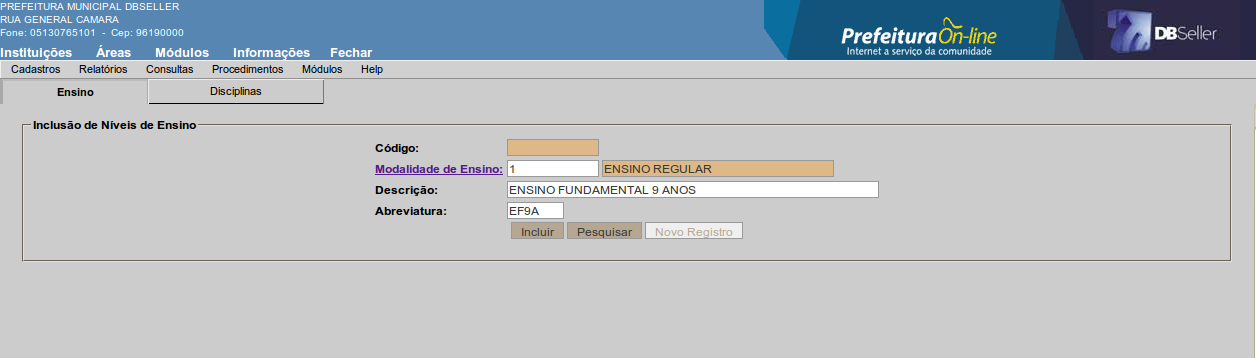 PREFEITURA MUNICIPAL DBSELLER
RUA GENERAL CAMARA
Fone: 05130765101 - Cep: 96190000
Prefeitura On-line
Internet a serviço da comunidade
DBSeller
Instituições Áreas Módulos Informações Fechar
Cadastros Relatórios Consultas Procedimentos Módulos Help
Ensino Disciplinas
Inclusão de Níveis de Ensino
Código:
Modalidade de Ensino: 1 ENSINO REGULAR
Descrição: ENSINO FUNDAMENTAL 9 ANOS
Abreviatura: EF9A
Incluir Pesquisar Novo Registro